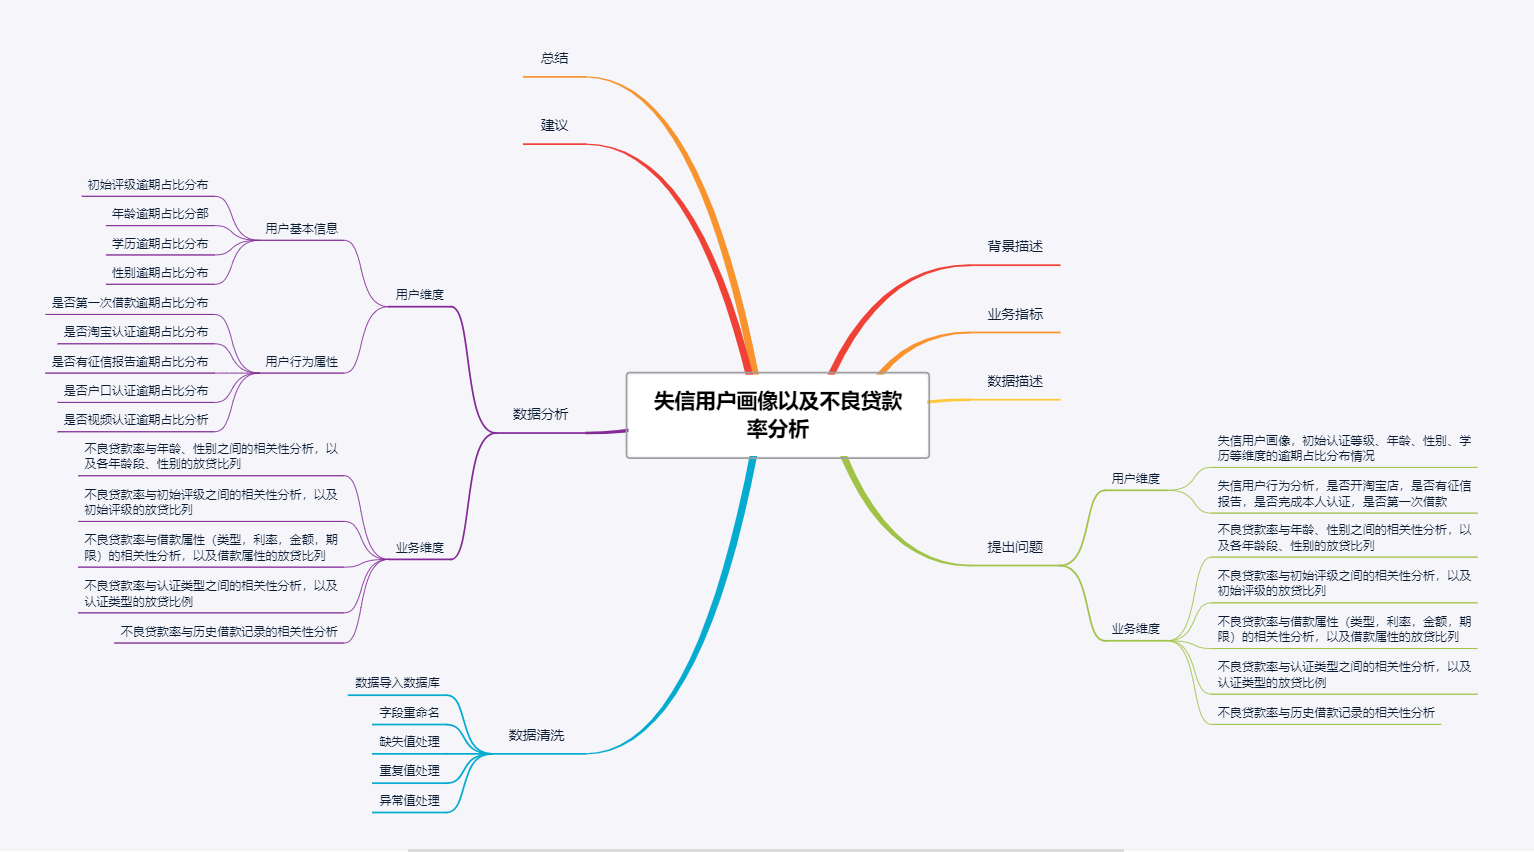 失信用户画像以及不良贷款
率分析
背景描述
业务指标
数据描述
提出问题
用户维度
失信用户画像，初始认证等级、年龄、性别、学
历等维度的逾期占比分布情况
失信用户行为分析，是否开淘宝店，是否有征信
报告，是否完成本人认证，是否第一次借款
业务维度
不良贷款率与年龄、性别之间的相关性分析，以
及各年龄段、性别的放贷比列
不良贷款率与初始评级之间的相关性分析，以及
初始评级的放贷比列
不良贷款率与借款属性（类型，利率，金额，期
限）的相关性分析，以及借款属性的放贷比列
不良贷款率与认证类型之间的相关性分析，以及
认证类型的放贷比例
不良贷款率与历史借款记录的相关性分析
数据清洗
数据导入数据库
字段重命名
缺失值处理
重复值处理
异常值处理
数据分析
用户维度
用户基本信息
初始评级逾期占比分布
年龄逾期占比分部
学历逾期占比分布
性别逾期占比分布
用户行为属性
是否第一次借款逾期占比分布
是否淘宝认证逾期占比分布
是否有征信报告逾期占比分布
是否户口认证逾期占比分布
是否视频认证逾期占比分析
业务维度
不良贷款率与年龄、性别之间的相关性分析，以
及各年龄段、性别的放贷比列
不良贷款率与初始评级之间的相关性分析，以及
初始评级的放贷比列
不良贷款率与借款属性（类型，利率，金额，期
限）的相关性分析，以及借款属性的放贷比列
不良贷款率与认证类型之间的相关性分析，以及
认证类型的放贷比例
不良贷款率与历史借款记录的相关性分析
建议
总结